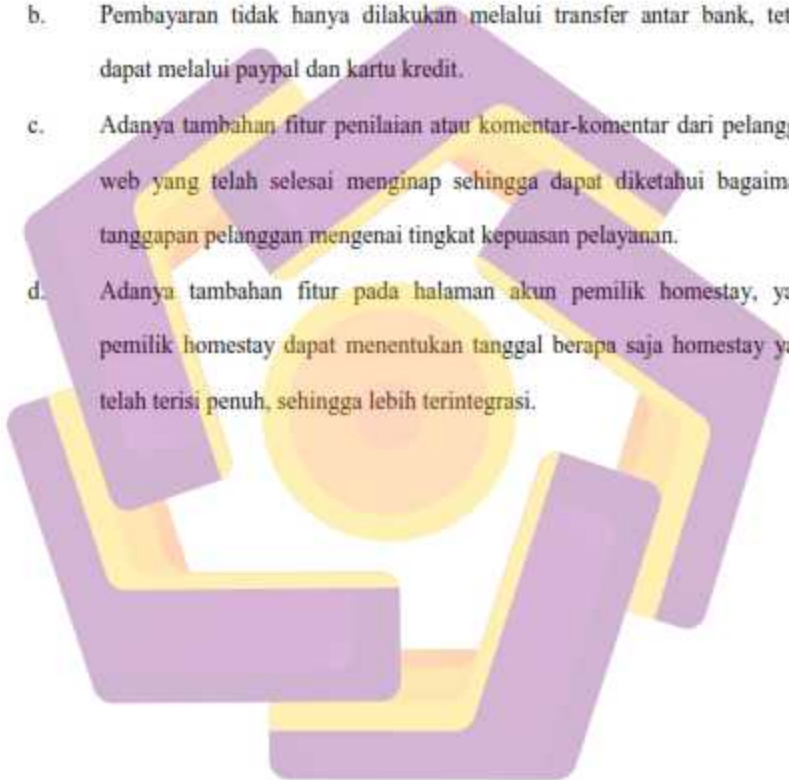 b. Pembayaran tidak hanya dilakukan melalui transfer antar bank, tet
dapat melalui paypal dan kartu kredit.
c. Adanya tambahan fitur penilaian atau komentar-komentar dari pelangg
web yang telah selesai menginap sehingga dapat diketahui bagaim
tanggapan pelanggan mengenai tingkat kepuasan pelayanan.
d. Adanya tambahan fitur pada halaman akun pemilik homestay, ya
pemilik homestay dapat menentukan tanggal berapa saja homestay ya
telah terisi penuh, sehingga lebih terintegrasi.